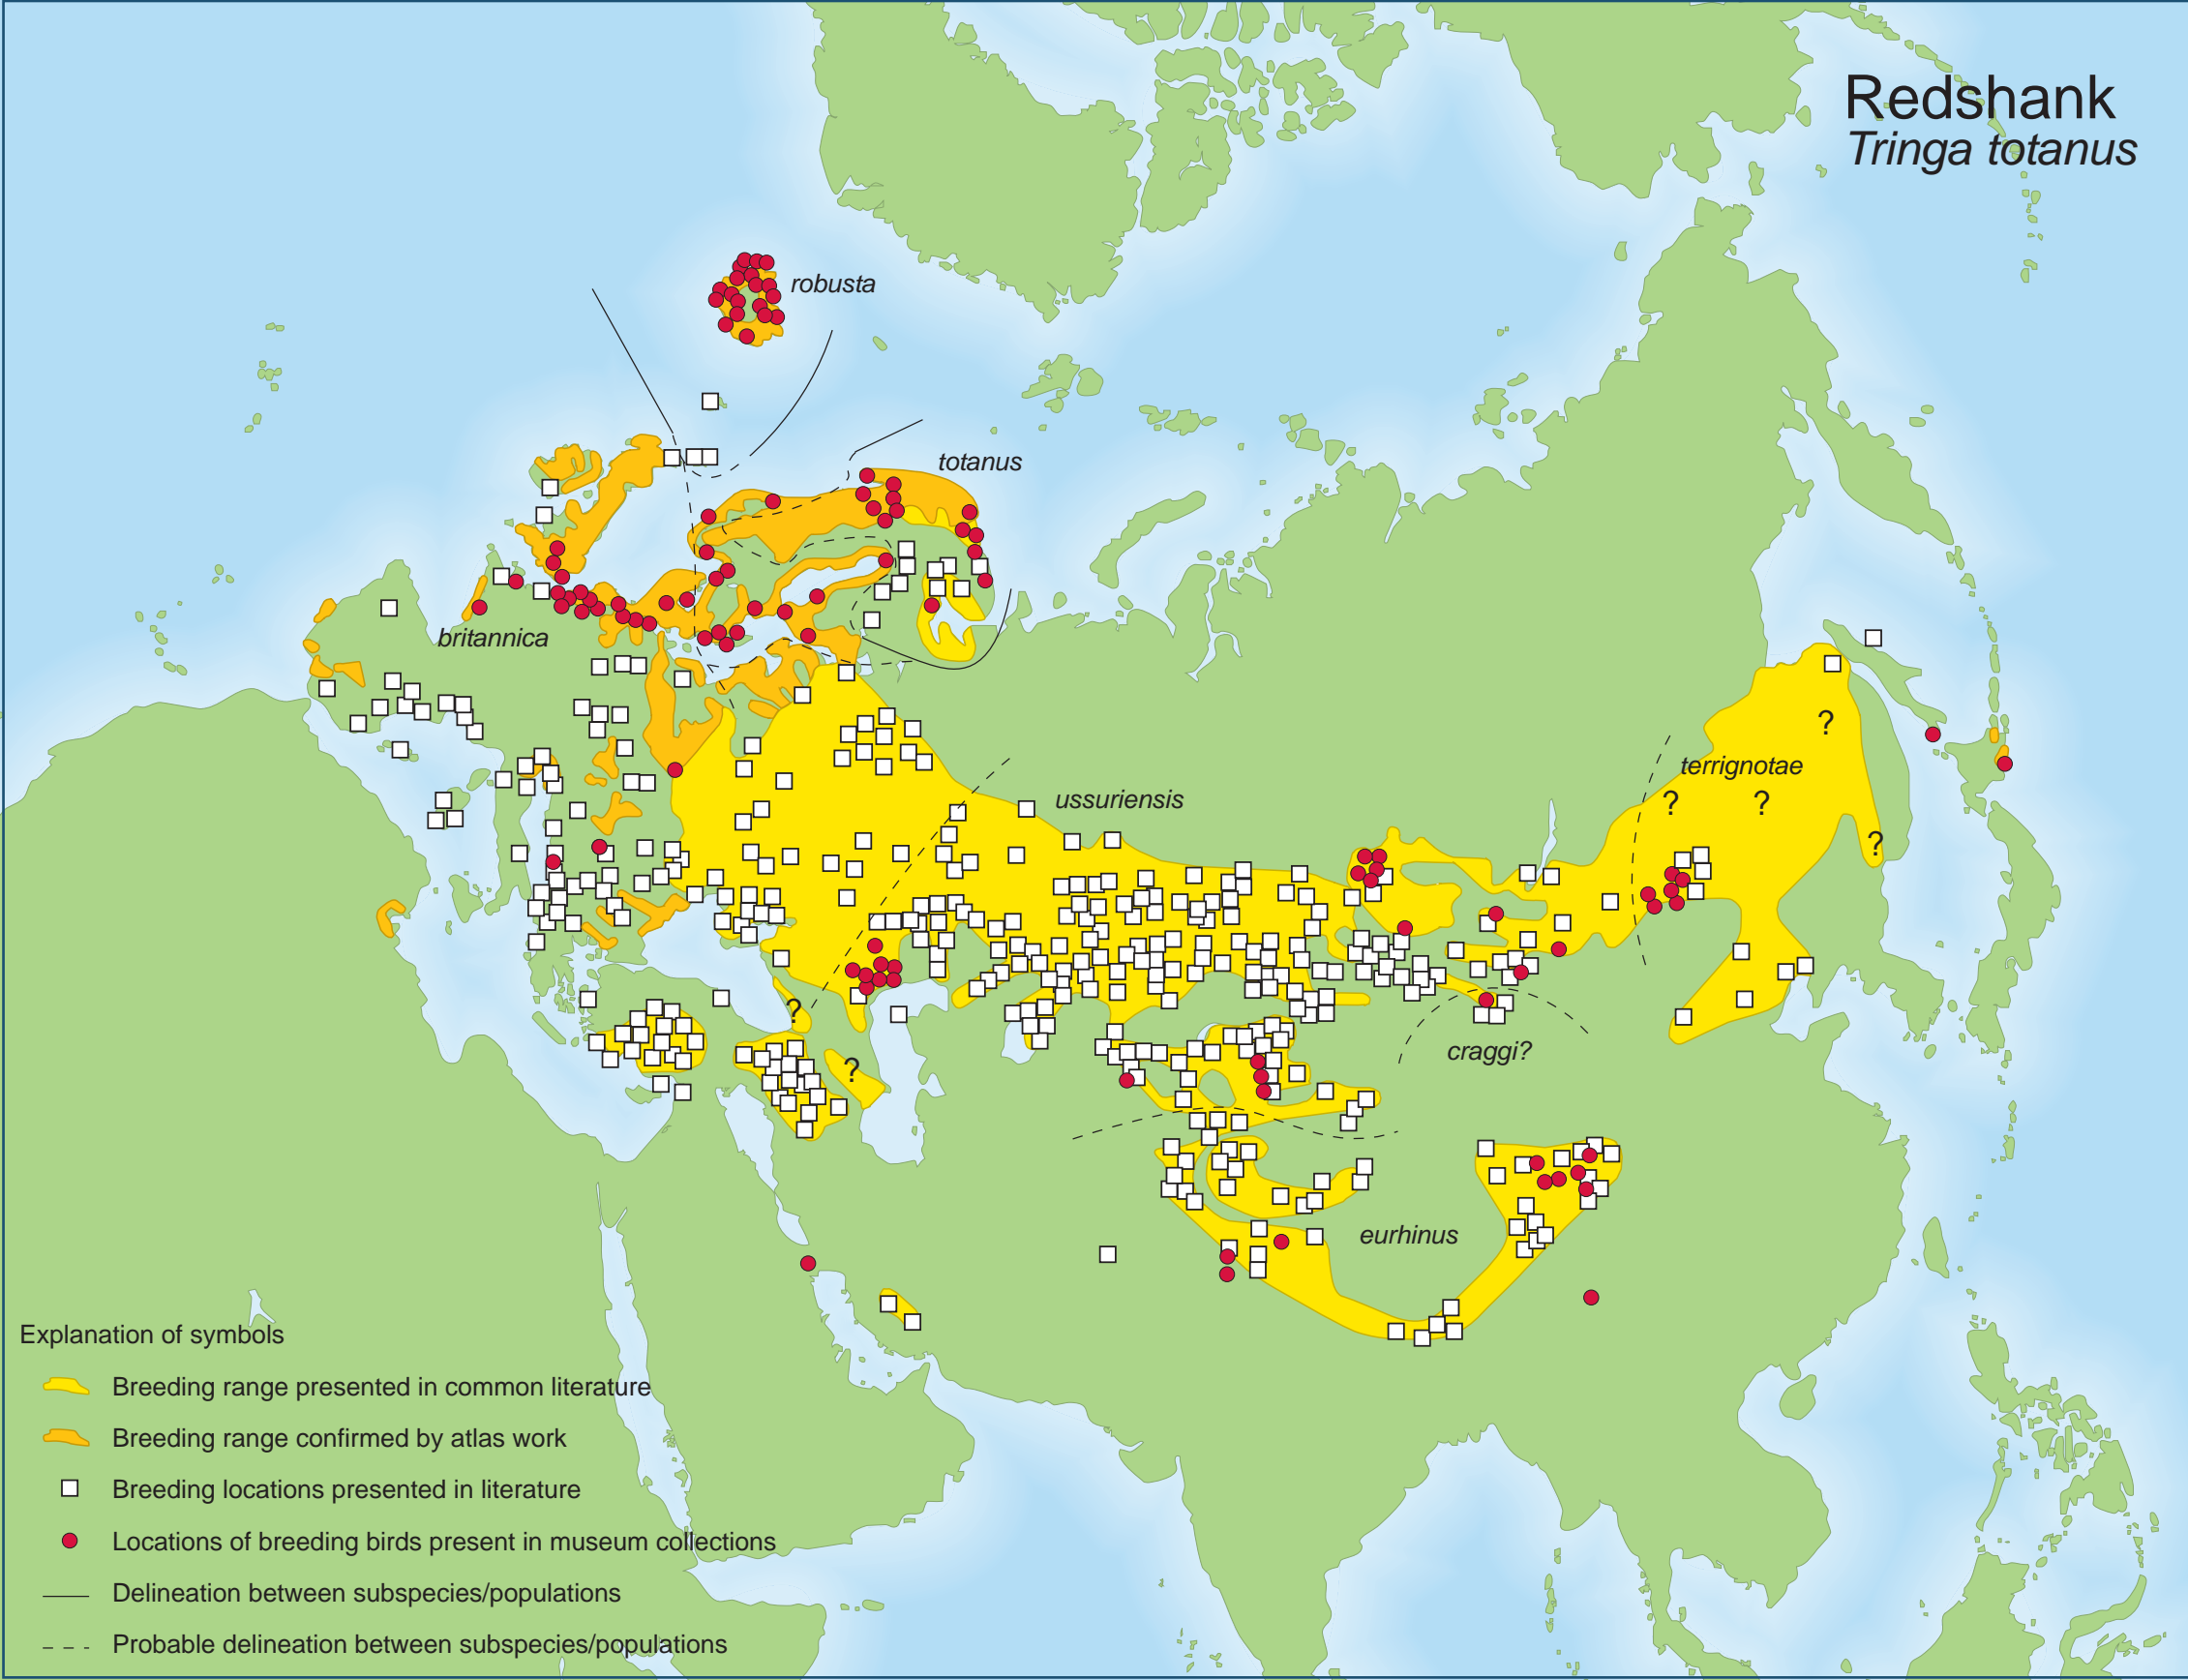 Redshank
Tringa totanus
robusta
totanus
britannica
?
terrignotae
ussuriensis
? ?
?
?
craggi?
?
eurhinus
Explanation of symbols
Breeding range presented in common literature
Breeding range confirmed by atlas work
Breeding locations presented in literature
Locations of breeding birds present in museum collections
Delineation between subspecies/populations
Probable delineation between subspecies/populations